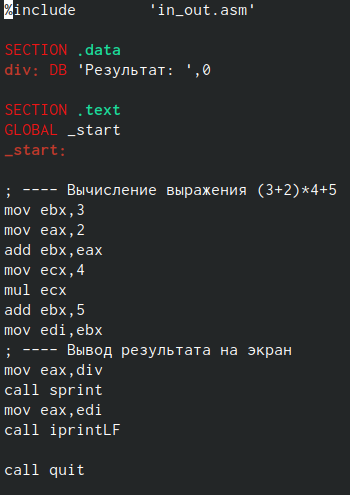 %include        'in_out.asm'
SECTION .data
div: DB 'Результат: ',0
SECTION .text
GLOBAL _start
_start:
; ---- Вычисление выражения (3+2)*4+5
mov ebx,3
mov eax,2
add ebx,eax
mov ecx,4
mul ecx
add ebx,5
mov edi,ebx
; ---- Вывод результата на экран
mov eax,div
call sprint
mov eax,edi
call iprintLF
call quit